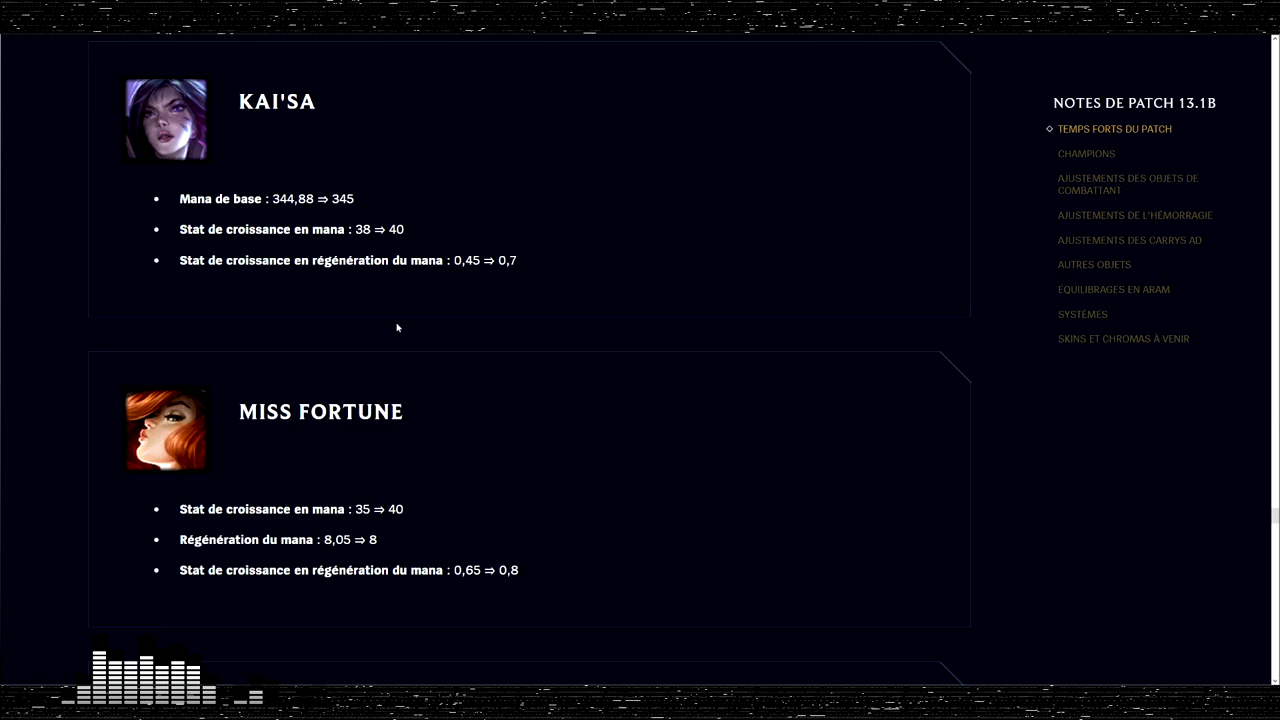 KAI'SA
Mana de base : 344,88 ⇒ 345
Stat de croissance en mana : 38 ⇒ 40
Stat de croissance en régénération du mana : 0,45 ⇒ 0,7
MISS FORTUNE
Stat de croissance en mana : 35 ⇒ 40
Régénération du mana : 8,05 ⇒ 8
Stat de croissance en régénération du mana : 0,65 ⇒ 0,8
NOTES DE PATCH 13.1B
TEMPS FORTS DU PATCH
CHAMPIONS
AJUSTEMENTS DES OBJETS DE
COMBATTANT
AJUSTEMENTS DE L'HÉMORRAGIE
AJUSTEMENTS DES CARRYS AD
AUTRES OBJETS
ÉQUILIBRAGES EN ARAM
SYSTÈMES
SKINS ET CHROMAS À VENIR